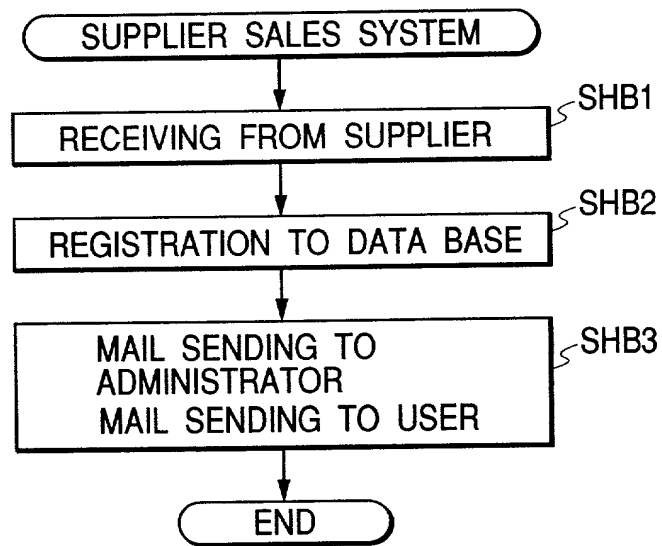 SUPPLIER SALES SYSTEM
SHB1
RECEIVING FROM SUPPLIER
SHB2
REGISTRATION TO DATA BASE
SHB3
MAIL SENDING TO
ADMINISTRATOR
MAIL SENDING TO USER
END